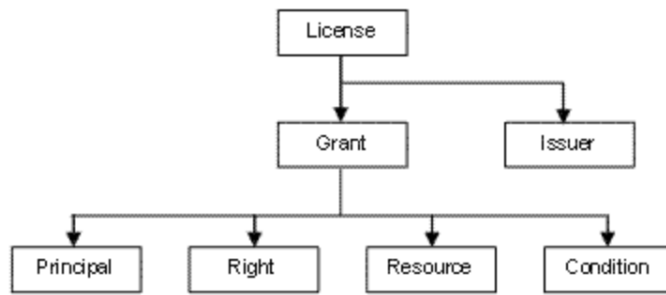 License
Grant
Issuer
Principal
Right
Resource
Condition